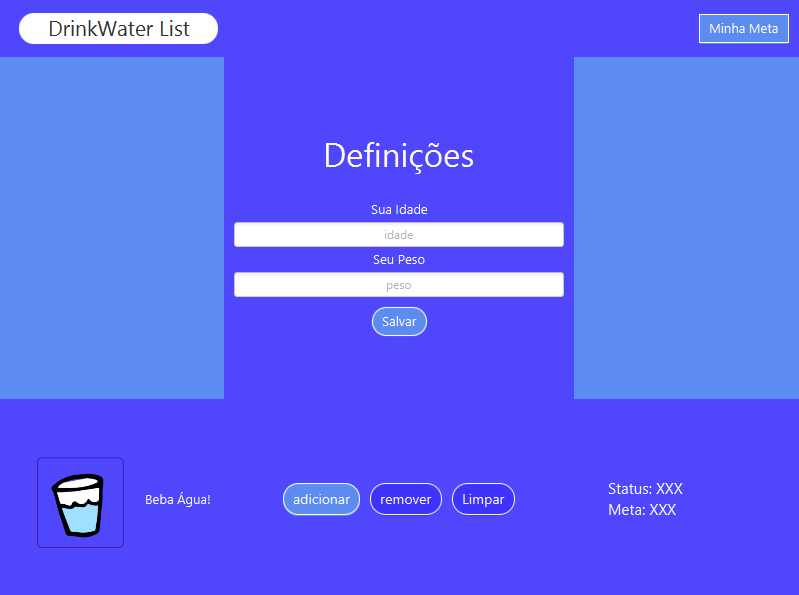 DrinkWater List
Minha Meta
Definições
Sua Idade
idade
Seu Peso
peso
Salvar
Beba Água!
adicionar
remover
Limpar
Status: XXX
Meta: XXX